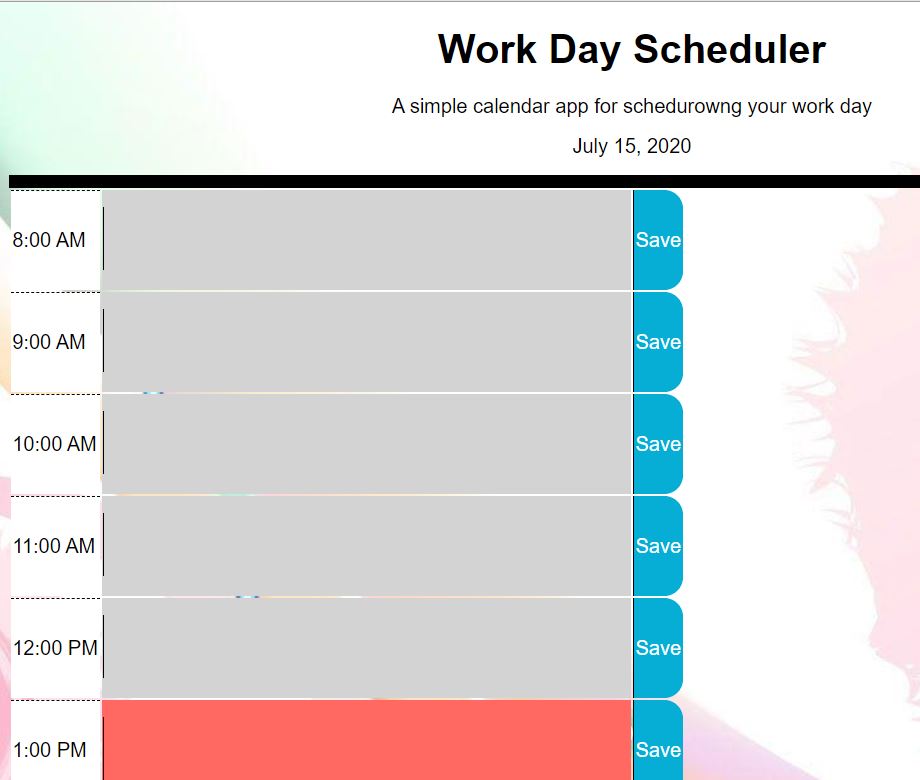 Work Day Scheduler
A simple calendar app for schedurowng your work day
July 15, 2020
8:00 AM Save
9:00 AM Save
10:00 AM Save
11:00 AM Save
12:00 PM Save
1:00 PM Save